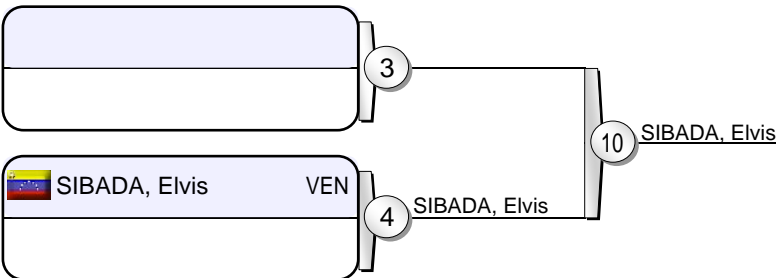 3
10 SIBADA, Elvis
SIBADA, Elvis VEN
4 SIBADA, Elvis